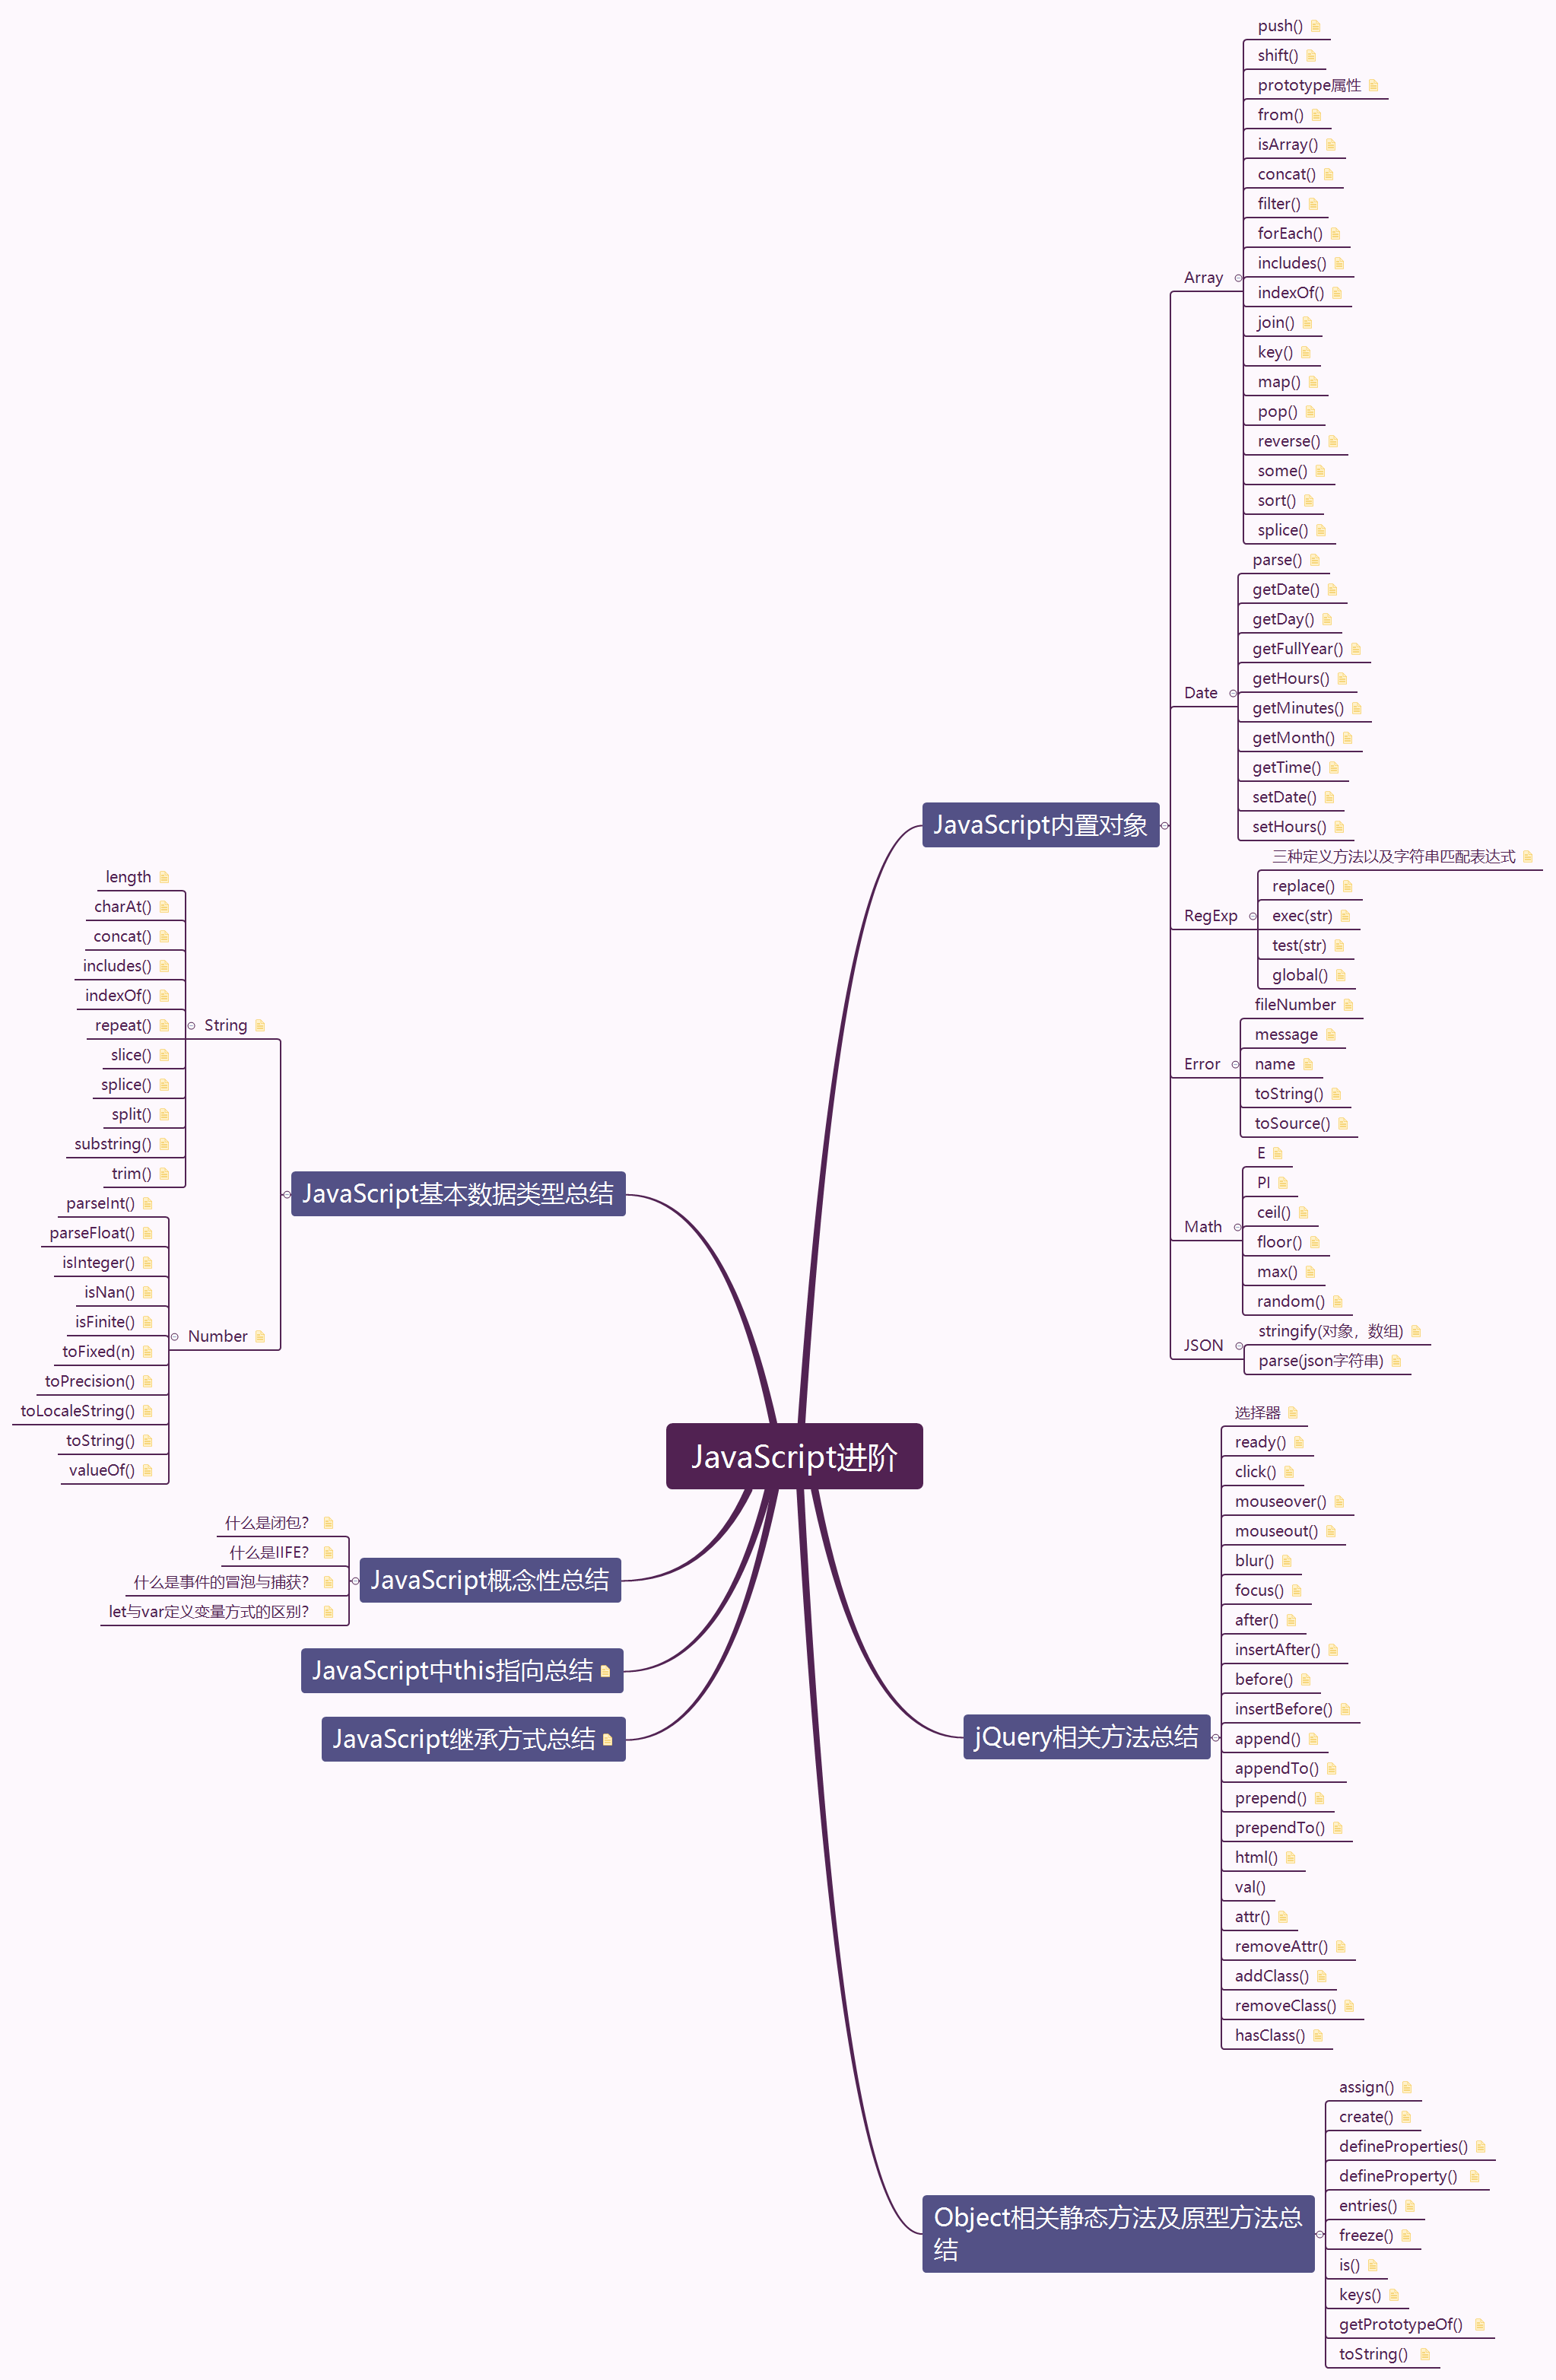 JavaScript进阶
JavaScript内置对象
Array
push()
shift()
prototype属性
from()
isArray()
concat()
filter()
forEach()
includes()
indexOf()
join()
key()
map()
pop()
reverse()
some()
sort()
splice()
Date
parse()
getDate()
getDay()
getFullYear()
getHours()
getMinutes()
getMonth()
getTime()
setDate()
setHours()
RegExp
三种定义方法以及字符串匹配表达式
replace()
exec(str)
test(str)
global()
Error
fileNumber
message
name
toString()
toSource()
Math
E
PI
ceil()
floor()
max()
random()
JSON
stringify(对象，数组)
parse(json字符串)
jQuery相关方法总结
选择器
ready()
click()
mouseover()
mouseout()
blur()
focus()
after()
insertAfter()
before()
insertBefore()
append()
appendTo()
prepend()
prependTo()
html()
val()
attr()
removeAttr()
addClass()
removeClass()
hasClass()
Object相关静态方法及原型方法总
结
assign()
create()
defineProperties()
defineProperty()
entries()
freeze()
is()
keys()
getPrototypeOf()
toString()
JavaScript基本数据类型总结
String
length
charAt()
concat()
includes()
indexOf()
repeat()
slice()
splice()
split()
substring()
trim()
Number
parseInt()
parseFloat()
isInteger()
isNan()
isFinite()
toFixed(n)
toPrecision()
toLocaleString()
toString()
valueOf()
JavaScript概念性总结
什么是闭包？
什么是IIFE？
什么是事件的冒泡与捕获？
let与var定义变量方式的区别？
JavaScript中this指向总结
JavaScript继承方式总结